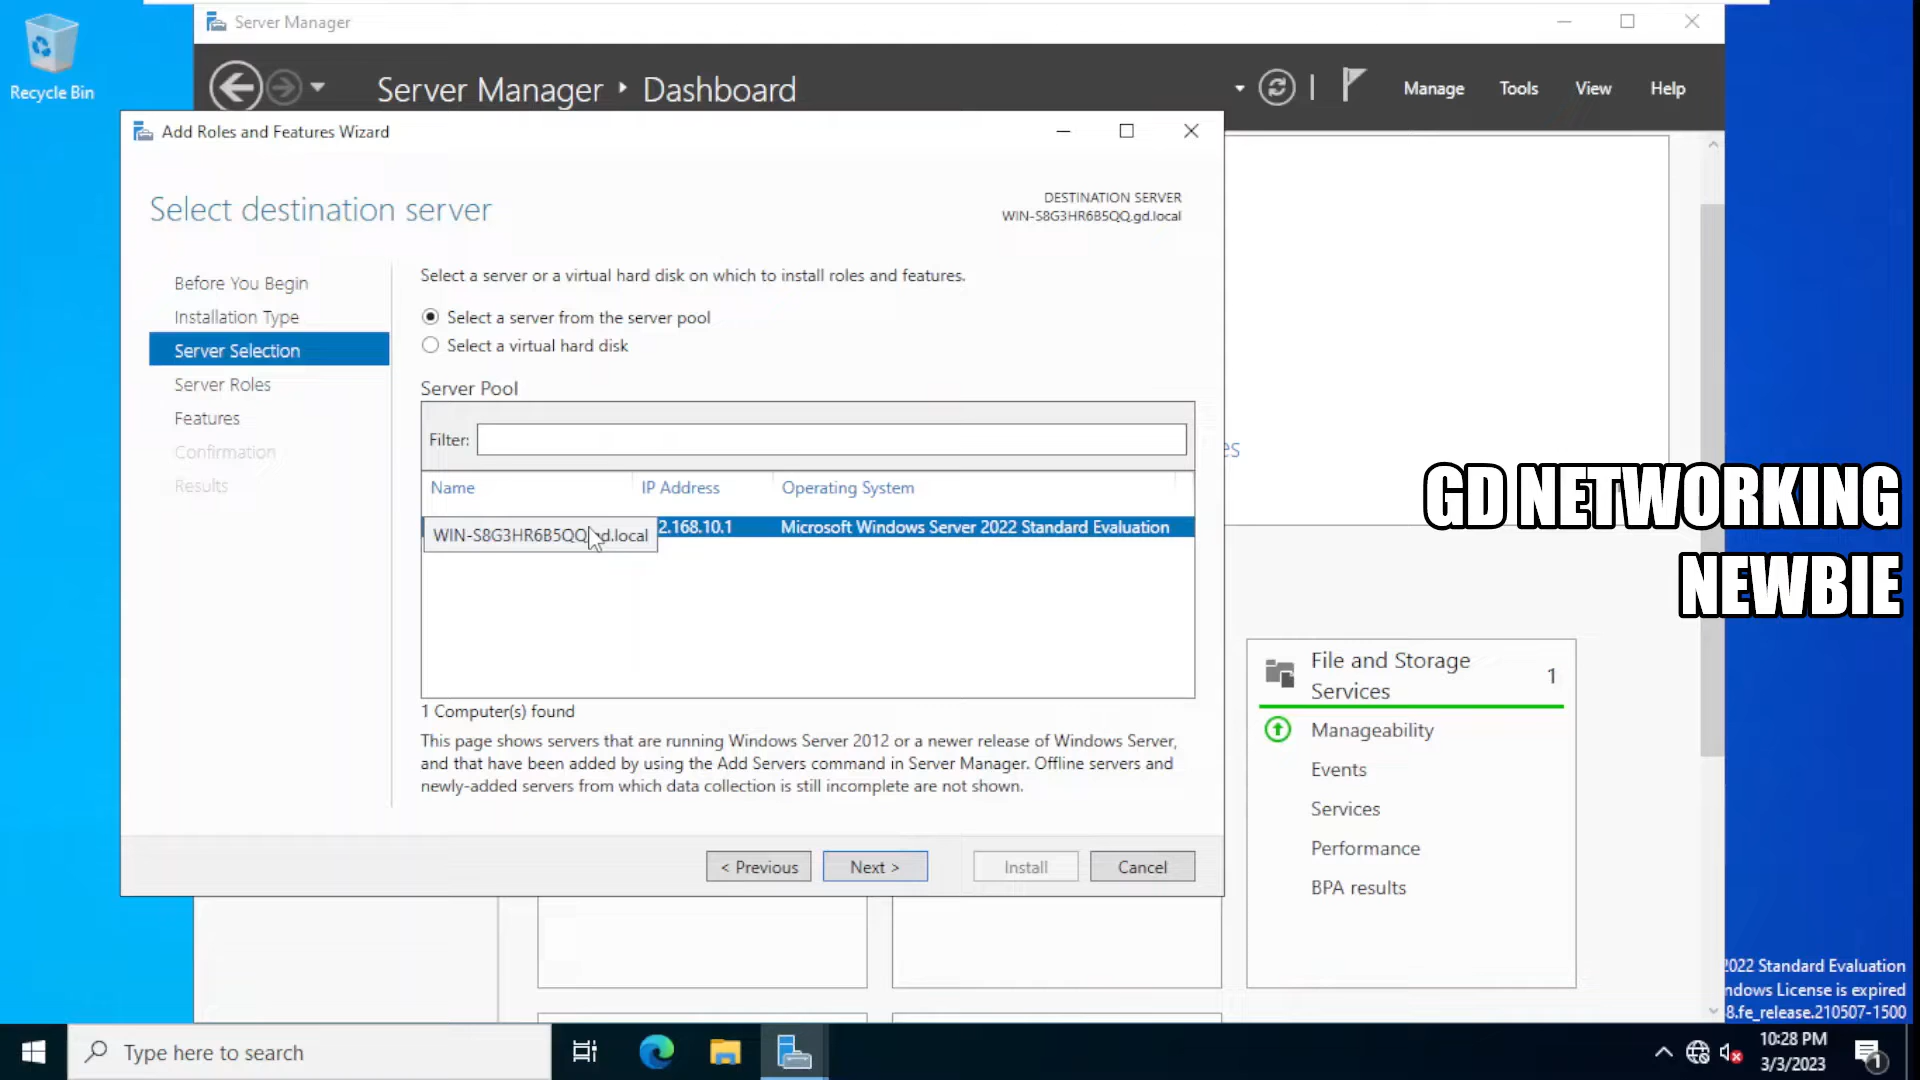 Server Manager
Recycle Bin
Server Manager
Dashboard
Manage
Tools
View
Help
Add Roles and Features Wizard
Select destination server
DESTINATION SERVER
WIN-S8G3HR6B5QQ.gd.local
Before You Begin
Installation Type
Server Selection
Server Roles
Features
Confirmation
Results
Select a server or a virtual hard disk on which to install roles and features.
Select a server from the server pool
Select a virtual hard disk
Server Pool
Filter:
Name
IP Address
Operating System
WIN-S8G3HR6B5QQ
d.local
2.168.10.1
Microsoft Windows Server 2022 Standard Evaluation
1 Computer(s) found
This page shows servers that are running Windows Server 2012 or a newer release of Windows Server,
and that have been added by using the Add Servers command in Server Manager. Offline servers and
newly-added servers from which data collection is still incomplete are not shown.
< Previous
Next >
Install
Cancel
es
GD NETWORKING
NEWBIE
File and Storage
Services
1
Manageability
Events
Services
Performance
BPA results
2022 Standard Evaluation
ndows License is expired
8.fe_release.210507-1500
Type here to search
10:28 PM
3/3/2023
1